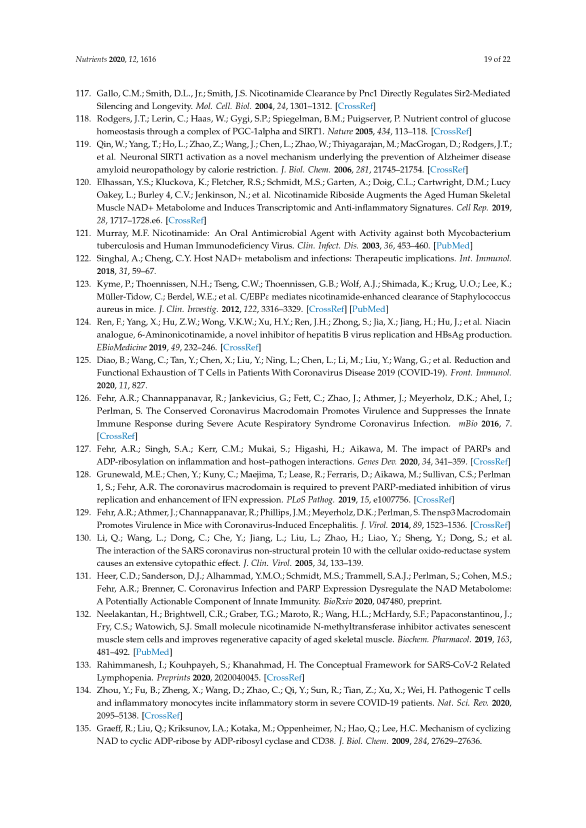 Nutrients 2020, 12, 1616
19 of 22
117. Gallo, C.M.; Smith, D.L., Jr.; Smith, J.S. Nicotinamide Clearance by Pnc1 Directly Regulates Sir2-Mediated
Silencing and Longevity. Mol. Cell. Biol. 2004, 24, 1301–1312. [CrossRef]
118. Rodgers, J.T.; Lerin, C.; Haas, W.; Gygi, S.P.; Spiegelman, B.M.; Puigserver, P. Nutrient control of glucose
homeostasis through a complex of PGC-1alpha and SIRT1. Nature 2005, 434, 113–118. [CrossRef]
119. Qin, W.; Yang, T.; Ho, L.; Zhao, Z.; Wang, J.; Chen, L.; Zhao, W.; Thiyagarajan, M.; MacGrogan, D.; Rodgers, J.T.;
et al. Neuronal SIRT1 activation as a novel mechanism underlying the prevention of Alzheimer disease
amyloid neuropathology by calorie restriction. J. Biol. Chem. 2006, 281, 21745–21754. [CrossRef]
120. Elhassan, Y.S.; Kluckova, K.; Fletcher, R.S.; Schmidt, M.S.; Garten, A.; Doig, C.L.; Cartwright, D.M.; Lucy
Oakey, L.; Burley 4, C.V.; Jenkinson, N.; et al. Nicotinamide Riboside Augments the Aged Human Skeletal
Muscle NAD+ Metabolome and Induces Transcriptomic and Anti-inflammatory Signatures. Cell Rep. 2019,
28, 1717–1728.e6. [CrossRef]
121. Murray, M.F. Nicotinamide: An Oral Antimicrobial Agent with Activity against both Mycobacterium
tuberculosis and Human Immunodeficiency Virus. Clin. Infect. Dis. 2003, 36, 453–460. [PubMed]
122. Singhal, A.; Cheng, C.Y. Host NAD+ metabolism and infections: Therapeutic implications. Int. Immunol.
2018, 31, 59–67.
123. Kyme, P.; Thoennissen, N.H.; Tseng, C.W.; Thoennissen, G.B.; Wolf, A.J.; Shimada, K.; Krug, U.O.; Lee, K.;
Müller-Tidow, C.; Berdel, W.E.; et al. C/EBPε mediates nicotinamide-enhanced clearance of Staphylococcus
aureus in mice. J. Clin. Investig. 2012, 122, 3316–3329. [CrossRef] [PubMed]
124. Ren, F.; Yang, X.; Hu, Z.W.; Wong, V.K.W.; Xu, H.Y.; Ren, J.H.; Zhong, S.; Jia, X.; Jiang, H.; Hu, J.; et al. Niacin
analogue, 6-Aminonicotinamide, a novel inhibitor of hepatitis B virus replication and HBsAg production.
EBioMedicine 2019, 49, 232–246. [CrossRef]
125. Diao, B.; Wang, C.; Tan, Y.; Chen, X.; Liu, Y.; Ning, L.; Chen, L.; Li, M.; Liu, Y.; Wang, G.; et al. Reduction and
Functional Exhaustion of T Cells in Patients With Coronavirus Disease 2019 (COVID-19). Front. Immunol.
2020, 11, 827.
126. Fehr, A.R.; Channappanavar, R.; Jankevicius, G.; Fett, C.; Zhao, J.; Athmer, J.; Meyerholz, D.K.; Ahel, I.;
Perlman, S. The Conserved Coronavirus Macrodomain Promotes Virulence and Suppresses the Innate
Immune Response during Severe Acute Respiratory Syndrome Coronavirus Infection. mBio 2016, 7.
[CrossRef]
127. Fehr, A.R.; Singh, S.A.; Kerr, C.M.; Mukai, S.; Higashi, H.; Aikawa, M. The impact of PARPs and
ADP-ribosylation on inflammation and host–pathogen interactions. Genes Dev. 2020, 34, 341–359. [CrossRef]
128. Grunewald, M.E.; Chen, Y.; Kuny, C.; Maejima, T.; Lease, R.; Ferraris, D.; Aikawa, M.; Sullivan, C.S.; Perlman
1, S.; Fehr, A.R. The coronavirus macrodomain is required to prevent PARP-mediated inhibition of virus
replication and enhancement of IFN expression. PLoS Pathog. 2019, 15, e1007756. [CrossRef]
129. Fehr, A.R.; Athmer, J.; Channappanavar, R.; Phillips, J.M.; Meyerholz, D.K.; Perlman, S. The nsp3 Macrodomain
Promotes Virulence in Mice with Coronavirus-Induced Encephalitis. J. Virol. 2014, 89, 1523–1536. [CrossRef]
130. Li, Q.; Wang, L.; Dong, C.; Che, Y.; Jiang, L.; Liu, L.; Zhao, H.; Liao, Y.; Sheng, Y.; Dong, S.; et al.
The interaction of the SARS coronavirus non-structural protein 10 with the cellular oxido-reductase system
causes an extensive cytopathic effect. J. Clin. Virol. 2005, 34, 133–139.
131. Heer, C.D.; Sanderson, D.J.; Alhammad, Y.M.O.; Schmidt, M.S.; Trammell, S.A.J.; Perlman, S.; Cohen, M.S.;
Fehr, A.R.; Brenner, C. Coronavirus Infection and PARP Expression Dysregulate the NAD Metabolome:
A Potentially Actionable Component of Innate Immunity. BioRxiv 2020, 047480, preprint.
132. Neelakantan, H.; Brightwell, C.R.; Graber, T.G.; Maroto, R.; Wang, H.L.; McHardy, S.F.; Papaconstantinou, J.;
Fry, C.S.; Watowich, S.J. Small molecule nicotinamide N-methyltransferase inhibitor activates senescent
muscle stem cells and improves regenerative capacity of aged skeletal muscle. Biochem. Pharmacol. 2019, 163,
481–492. [PubMed]
133. Rahimmanesh, I.; Kouhpayeh, S.; Khanahmad, H. The Conceptual Framework for SARS-CoV-2 Related
Lymphopenia. Preprints 2020, 2020040045. [CrossRef]
134. Zhou, Y.; Fu, B.; Zheng, X.; Wang, D.; Zhao, C.; Qi, Y.; Sun, R.; Tian, Z.; Xu, X.; Wei, H. Pathogenic T cells
and inflammatory monocytes incite inflammatory storm in severe COVID-19 patients. Nat. Sci. Rev. 2020,
2095–5138. [CrossRef]
135. Graeff, R.; Liu, Q.; Kriksunov, I.A.; Kotaka, M.; Oppenheimer, N.; Hao, Q.; Lee, H.C. Mechanism of cyclizing
NAD to cyclic ADP-ribose by ADP-ribosyl cyclase and CD38. J. Biol. Chem. 2009, 284, 27629–27636.